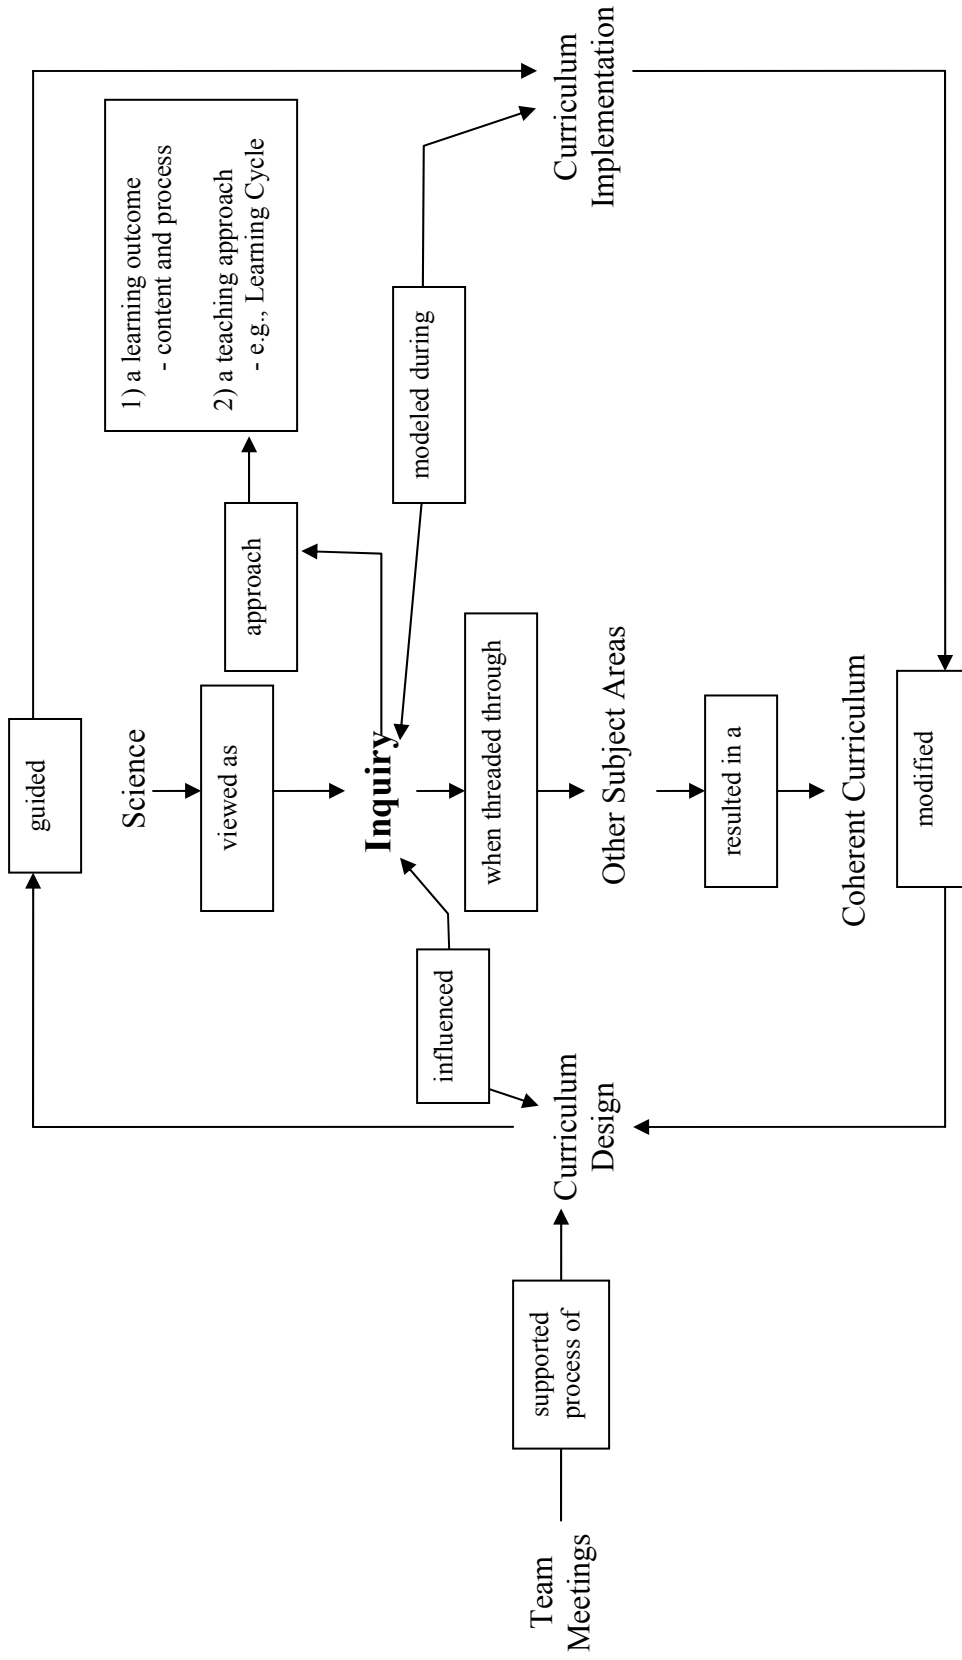 guided
Science
viewed as
approach
1) a learning outcome
- content and process
2) a teaching approach
- e.g., Learning Cycle
Inquiry
influenced
modeled during
when threaded through
Team
Meetings
supported
process of
Curriculum
Design
Other Subject Areas
Curriculum
Implementation
resulted in a
Coherent Curriculum
modified